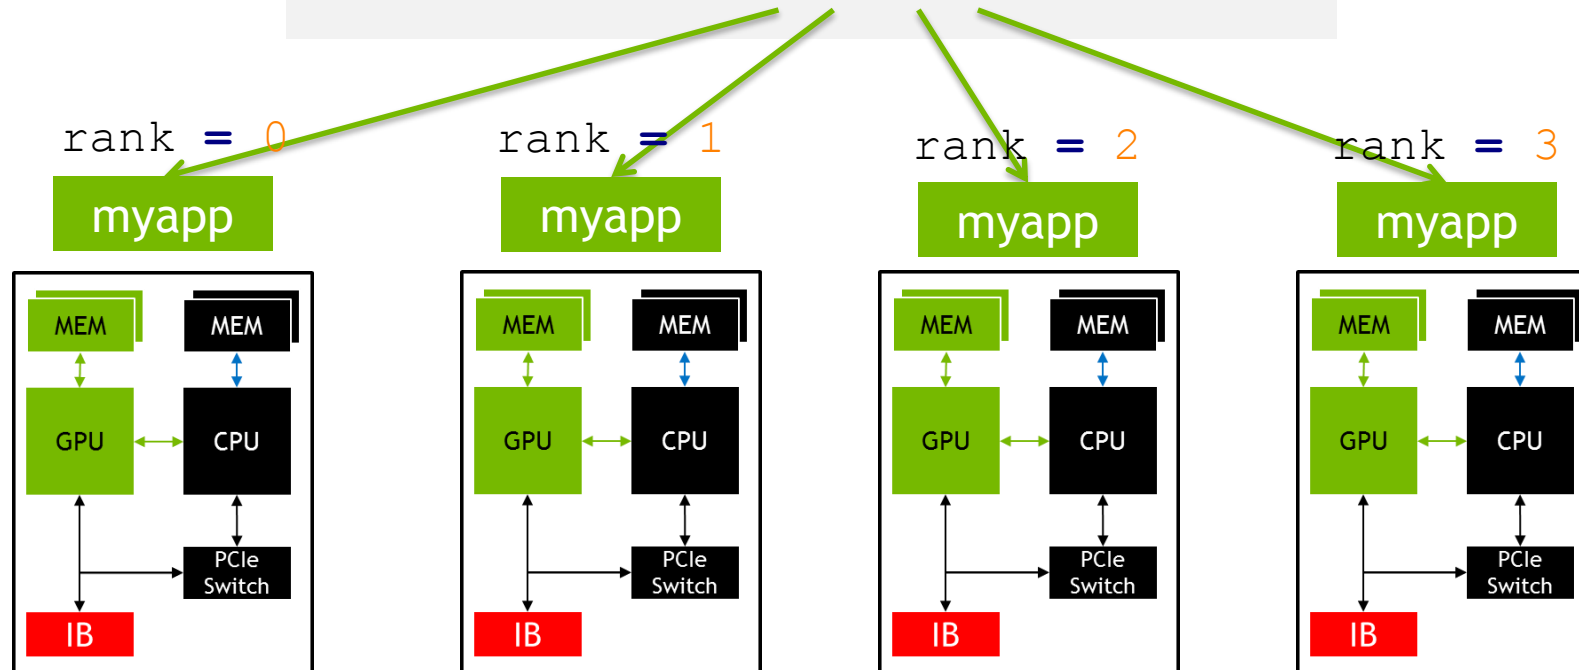 rank = 0
rank = 1
rank = 2
rank = 3
myapp
myapp
myapp
myapp
MEM
MEM
GPU
CPU
PCIe
Switch
IB
MEM
MEM
GPU
CPU
PCIe
Switch
IB
MEM
MEM
GPU
CPU
PCIe
Switch
IB
MEM
MEM
GPU
CPU
PCIe
Switch
IB